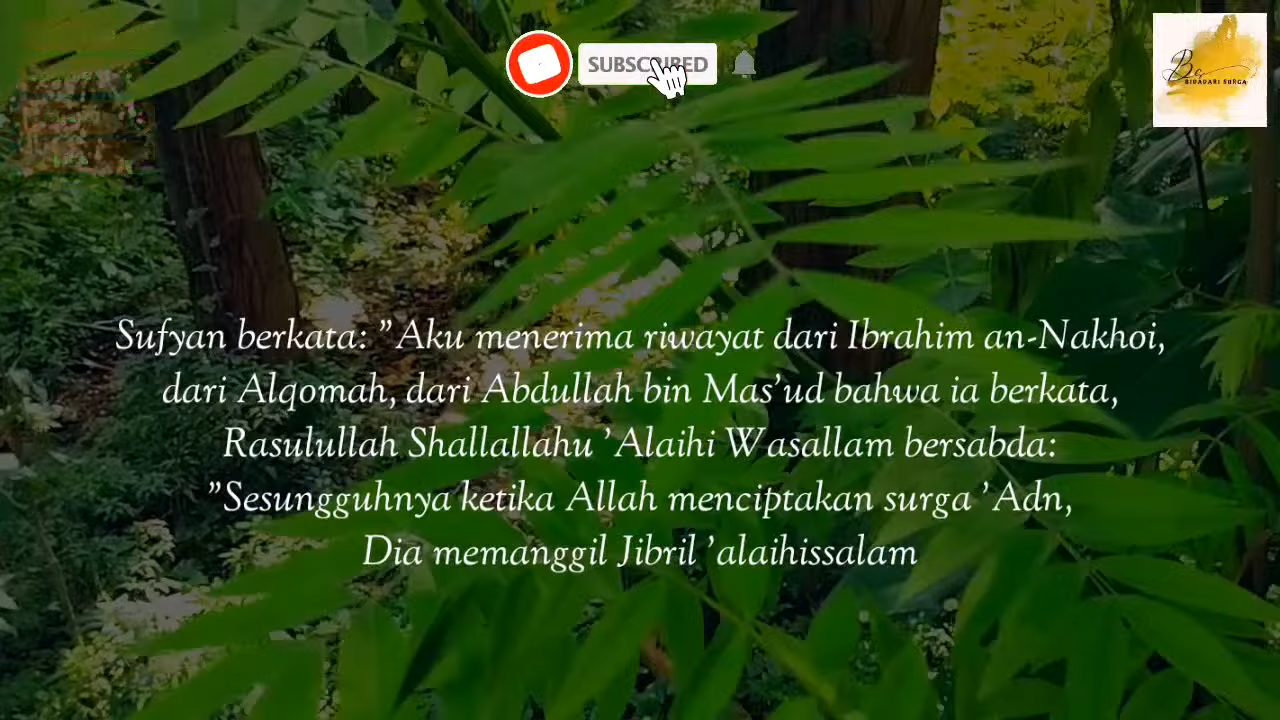 SUBSCRIBED
BIDADARI SURGA
Sufyan berkata: "Aku menerima riwayat dari Ibrahim an-Nakhoi,
dari Alqomah, dari Abdullah bin Mas'ud bahwa ia berkata,
Rasulullah Shallallahu 'Alaihi Wasallam bersabda:
"Sesungguhnya ketika Allah menciptakan surga 'Adn,
Dia memanggil Jibril 'alaihissalam